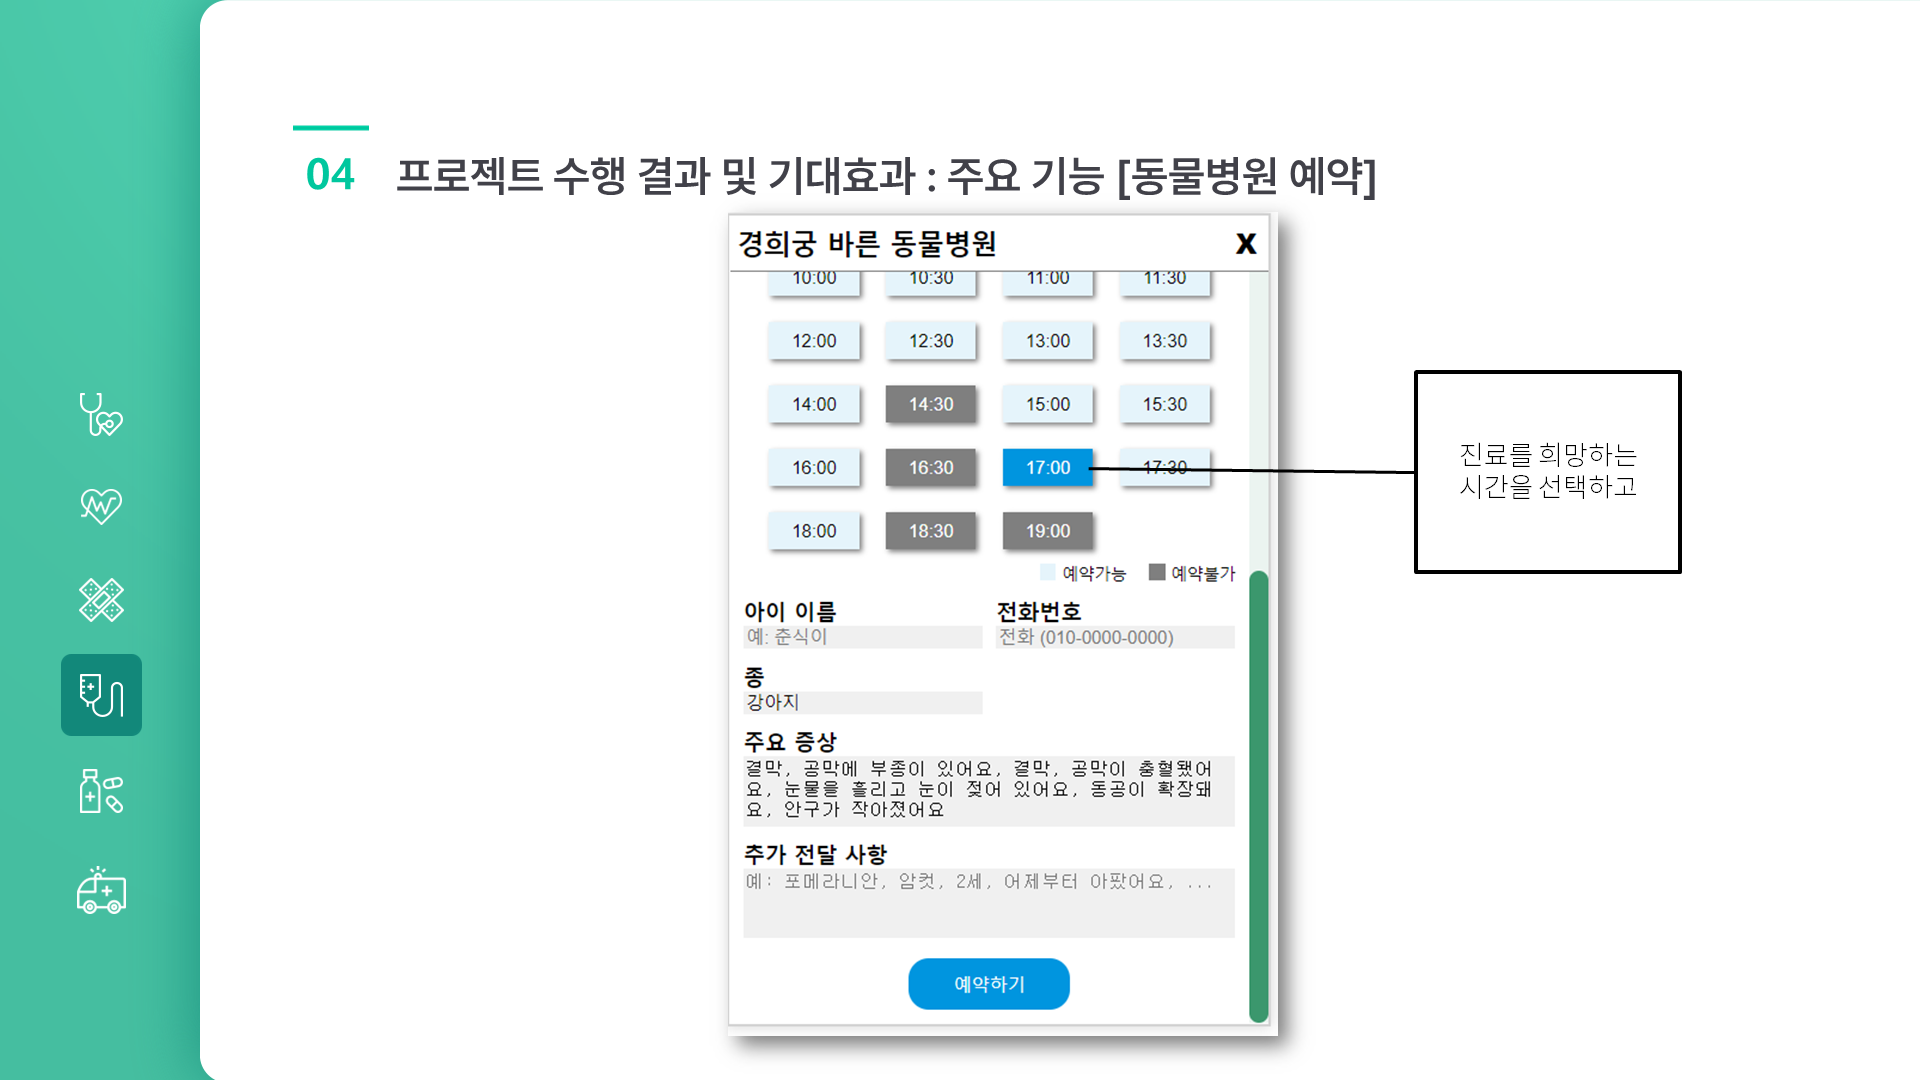 04 프로젝트 수행 결과 및 기대효과 : 주요 기능 [동물병원 예약]
경희궁 바른 동물병원 X
10:00 10:30 11:00 11:30
12:00 12:30 13:00 13:30
14:00 14:30 15:00 15:30
16:00 16:30 17:00 17:30
18:00 18:30 19:00
예약가능 예약불가
진료를 희망하는
시간을 선택하고
아이 이름 전화번호
예: 춘식이 전화 (010-0000-0000)
종
강아지
주요 증상
결막, 공막에 부종이 있어요, 결막, 공막이 충혈됐어
요, 눈물을 흘리고 눈이 젖어 있어요, 동공이 확장돼
요, 안구가 작아졌어요
추가 전달 사항
예: 포메라니안, 암컷, 2세, 어제부터 아팠어요, ...
예약하기